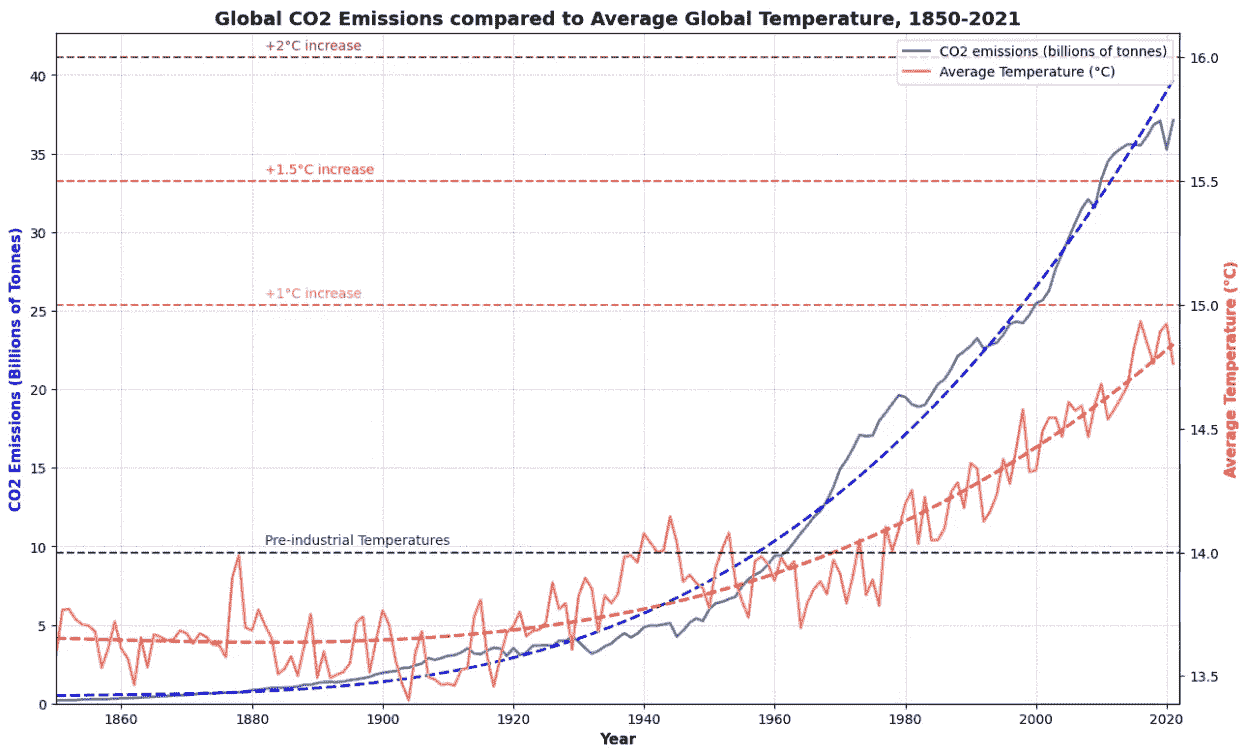 Global CO2 Emissions compared to Average Global Temperature, 1850-2021
CO2 emissions (billions of tonnes)
Average Temperature (°C)
+2°C increase
+1.5°C increase
+1°C increase
Pre-industrial Temperatures
CO2 Emissions (Billions of Tonnes)
40
35
30
25
20
15
10
5
0
16.0
15.5
15.0
14.5
14.0
13.5
Average Temperature (°C)
1860 1880 1900 1920 1940 1960 1980 2000 2020
Year